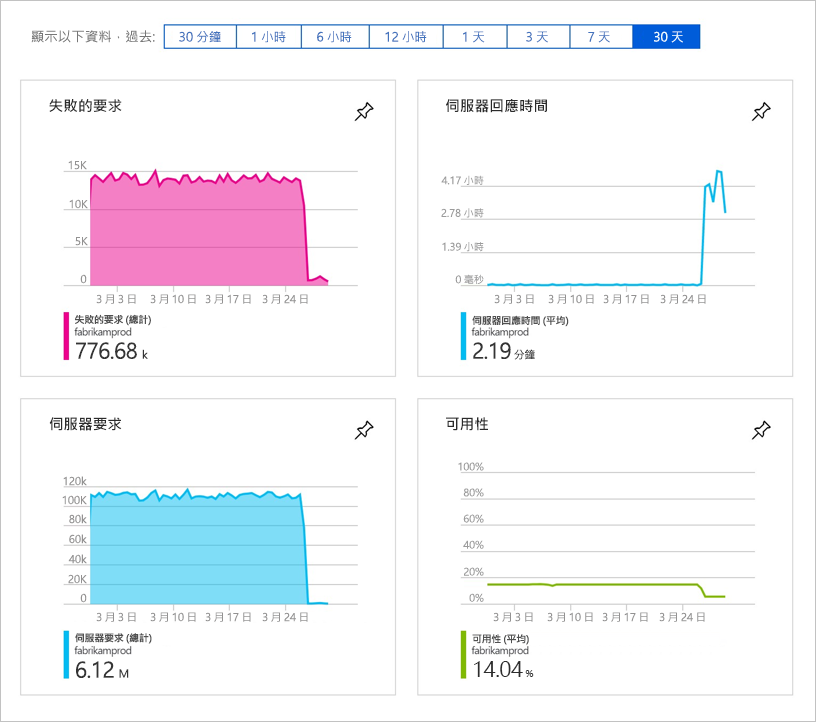 顯示以下資料，過去: 30 分鐘 1 小時 6 小時 12 小時 1 天 3 天 7 天 30 天
失敗的要求
15K
10K
5K
0
3 月 3 日 3 月 10 日 3 月 17 日 3 月 24 日
失敗的要求 (總計)
fabrikamprod
776.68 k
伺服器回應時間
4.17 小時
2.78 小時
1.39 小時
0 毫秒
3 月 3 日 3 月 10 日 3 月 17 日 3 月 24 日
伺服器回應時間 (平均)
fabrikamprod
2.19 分鐘
伺服器要求
120k
100K
80k
60k
40k
20K
0
3 月 3 日 3 月 10 日 3 月 17 日 3 月 24 日
伺服器要求 (總計)
fabrikamprod
6.12 M
可用性
100%
80%
60%
40%
20%
0%
3 月 3 日 3 月 10 日 3 月 17 日 3 月 24 日
可用性 (平均)
fabrikamprod
14.04 %